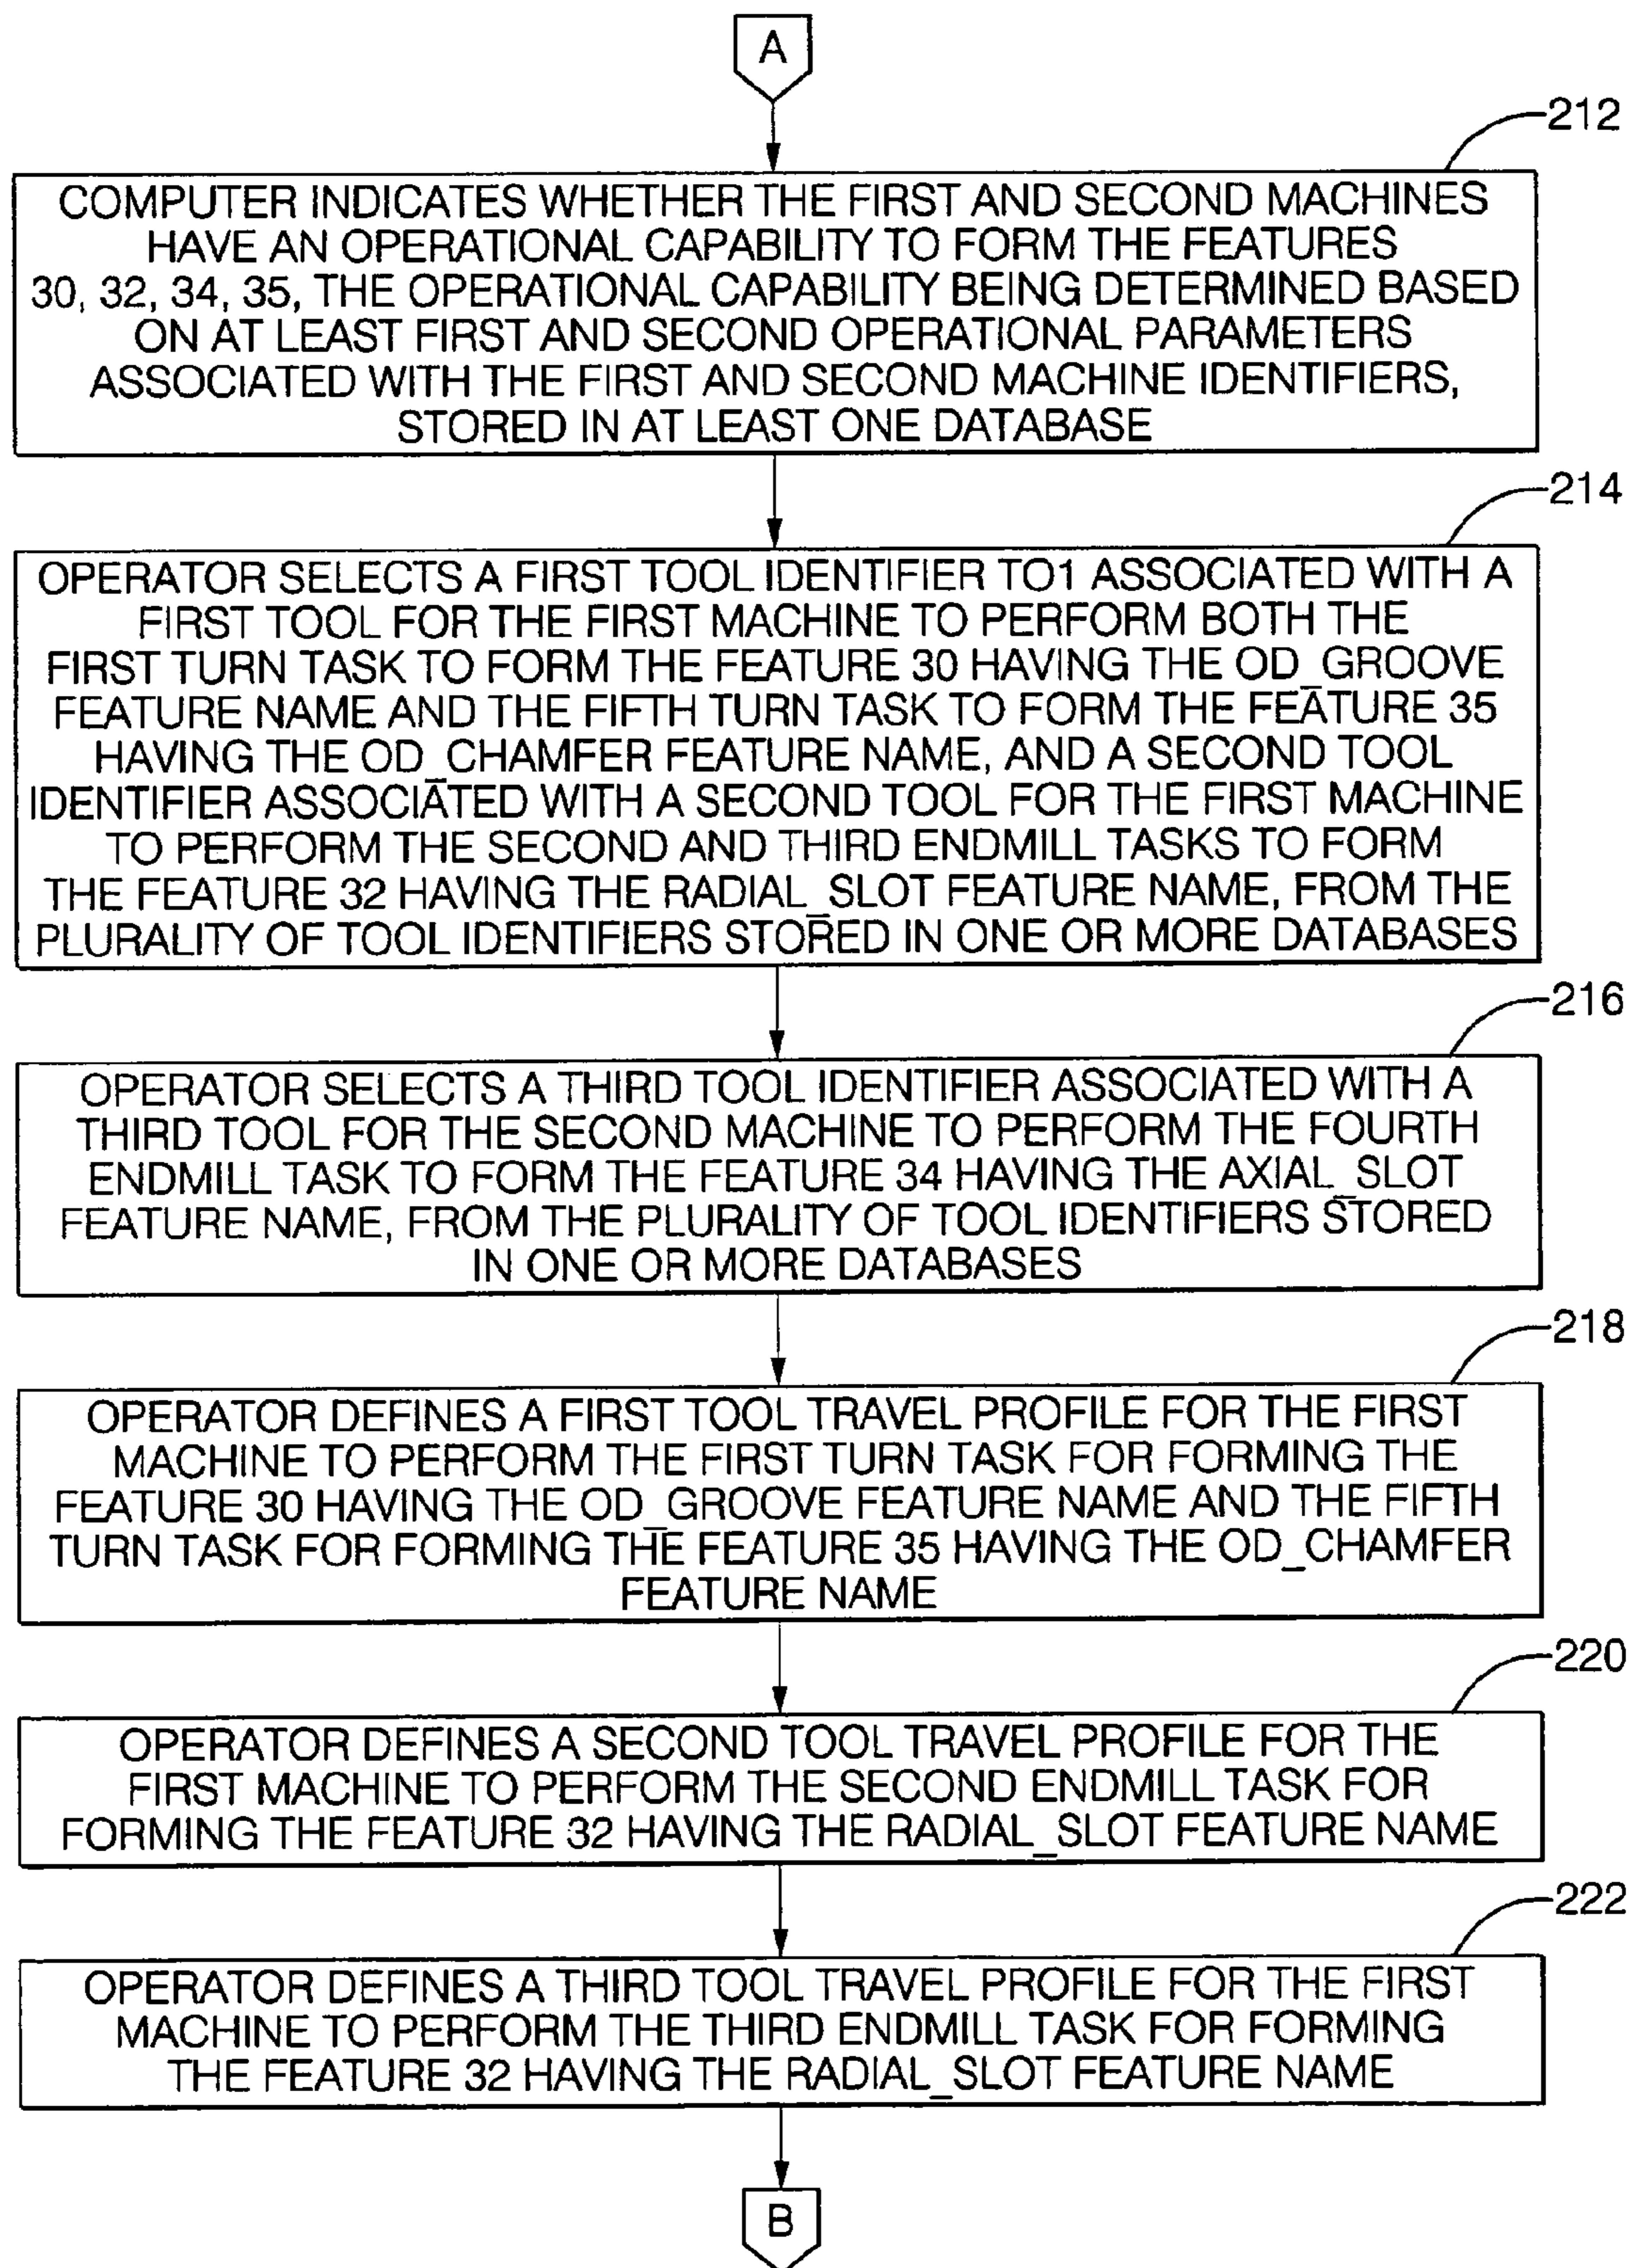 A
212
COMPUTER INDICATES WHETHER THE FIRST AND SECOND MACHINES
HAVE AN OPERATIONAL CAPABILITY TO FORM THE FEATURES
30, 32, 34, 35, THE OPERATIONAL CAPABILITY BEING DETERMINED BASED
ON AT LEAST FIRST AND SECOND OPERATIONAL PARAMETERS
ASSOCIATED WITH THE FIRST AND SECOND MACHINE IDENTIFIERS,
STORED IN AT LEAST ONE DATABASE
214
OPERATOR SELECTS A FIRST TOOL IDENTIFIER TO1 ASSOCIATED WITH A
FIRST TOOL FOR THE FIRST MACHINE TO PERFORM BOTH THE
FIRST TURN TASK TO FORM THE FEATURE 30 HAVING THE OD_GROOVE
FEATURE NAME AND THE FIFTH TURN TASK TO FORM THE FEATURE 35
HAVING THE OD_CHAMFER FEATURE NAME, AND A SECOND TOOL
IDENTIFIER ASSOCIATED WITH A SECOND TOOL FOR THE FIRST MACHINE
TO PERFORM THE SECOND AND THIRD ENDMILL TASKS TO FORM
THE FEATURE 32 HAVING THE RADIAL_SLOT FEATURE NAME, FROM THE
PLURALITY OF TOOL IDENTIFIERS STORED IN ONE OR MORE DATABASES
216
OPERATOR SELECTS A THIRD TOOL IDENTIFIER ASSOCIATED WITH A
THIRD TOOL FOR THE SECOND MACHINE TO PERFORM THE FOURTH
ENDMILL TASK TO FORM THE FEATURE 34 HAVING THE AXIAL_SLOT
FEATURE NAME, FROM THE PLURALITY OF TOOL IDENTIFIERS STORED
IN ONE OR MORE DATABASES
218
OPERATOR DEFINES A FIRST TOOL TRAVEL PROFILE FOR THE FIRST
MACHINE TO PERFORM THE FIRST TURN TASK FOR FORMING THE
FEATURE 30 HAVING THE OD_GROOVE FEATURE NAME AND THE FIFTH
TURN TASK FOR FORMING THE FEATURE 35 HAVING THE OD_CHAMFER
FEATURE NAME
220
OPERATOR DEFINES A SECOND TOOL TRAVEL PROFILE FOR THE
FIRST MACHINE TO PERFORM THE SECOND ENDMILL TASK FOR
FORMING THE FEATURE 32 HAVING THE RADIAL_SLOT FEATURE NAME
222
OPERATOR DEFINES A THIRD TOOL TRAVEL PROFILE FOR THE FIRST
MACHINE TO PERFORM THE THIRD ENDMILL TASK FOR FORMING
THE FEATURE 32 HAVING THE RADIAL_SLOT FEATURE NAME
B